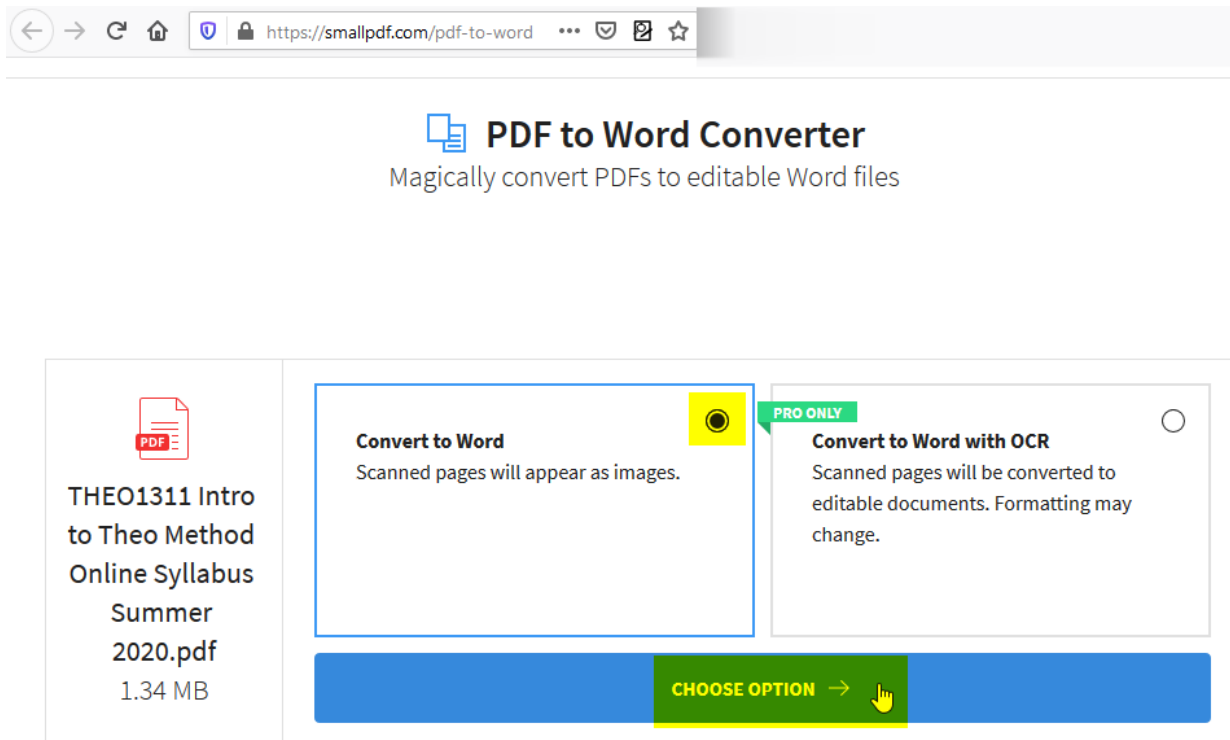 https://smallpdf.com/pdf-to-word
PDF to Word Converter
Magically convert PDFs to editable Word files
PDF
THEO1311 Intro
to Theo Method
Online Syllabus
Summer
2020.pdf
1.34 MB
Convert to Word
Scanned pages will appear as images.
PRO ONLY
Convert to Word with OCR
Scanned pages will be converted to
editable documents. Formatting may
change.
CHOOSE OPTION →